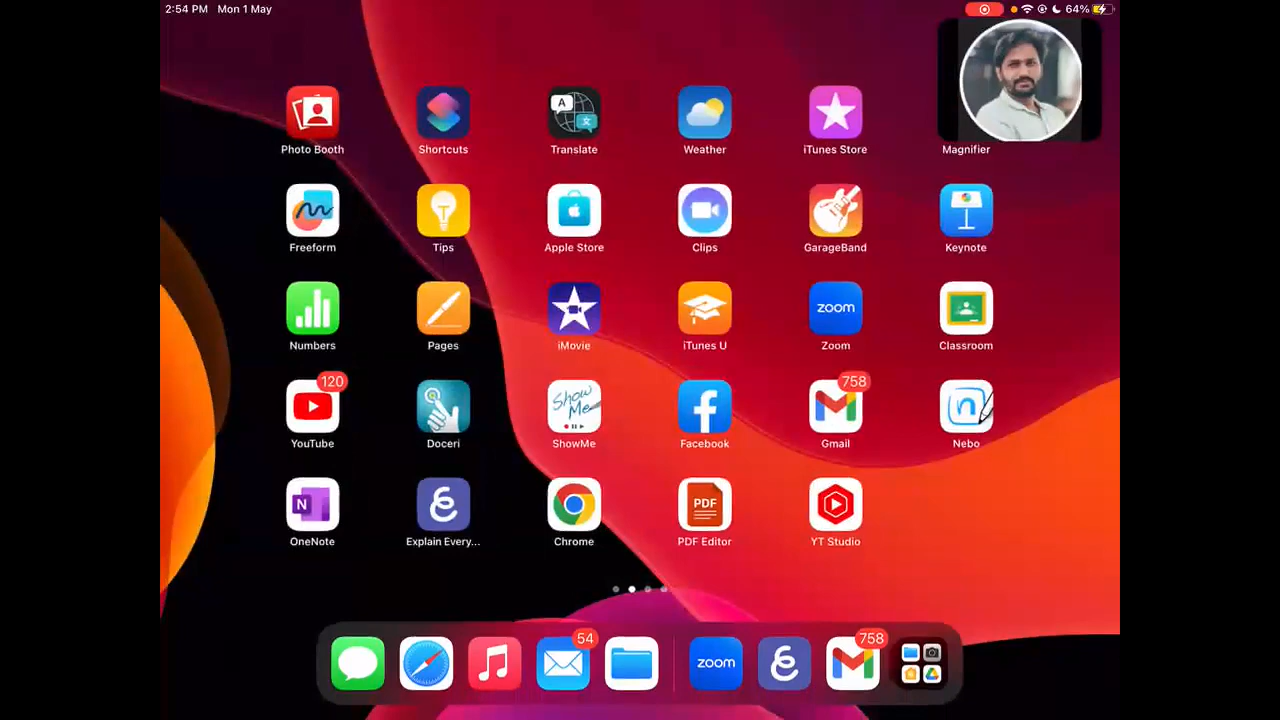 2:54 PM Mon 1 May 64%
Photo Booth Shortcuts Translate Weather iTunes Store Magnifier
Freeform Tips Apple Store Clips GarageBand Keynote
zoom
Numbers Pages iMovie iTunes U Zoom Classroom
120 758
Show Me
YouTube Doceri ShowMe Facebook Gmail Nebo
N PDF
OneNote Explain Every... Chrome PDF Editor YT Studio
54 758
zoom